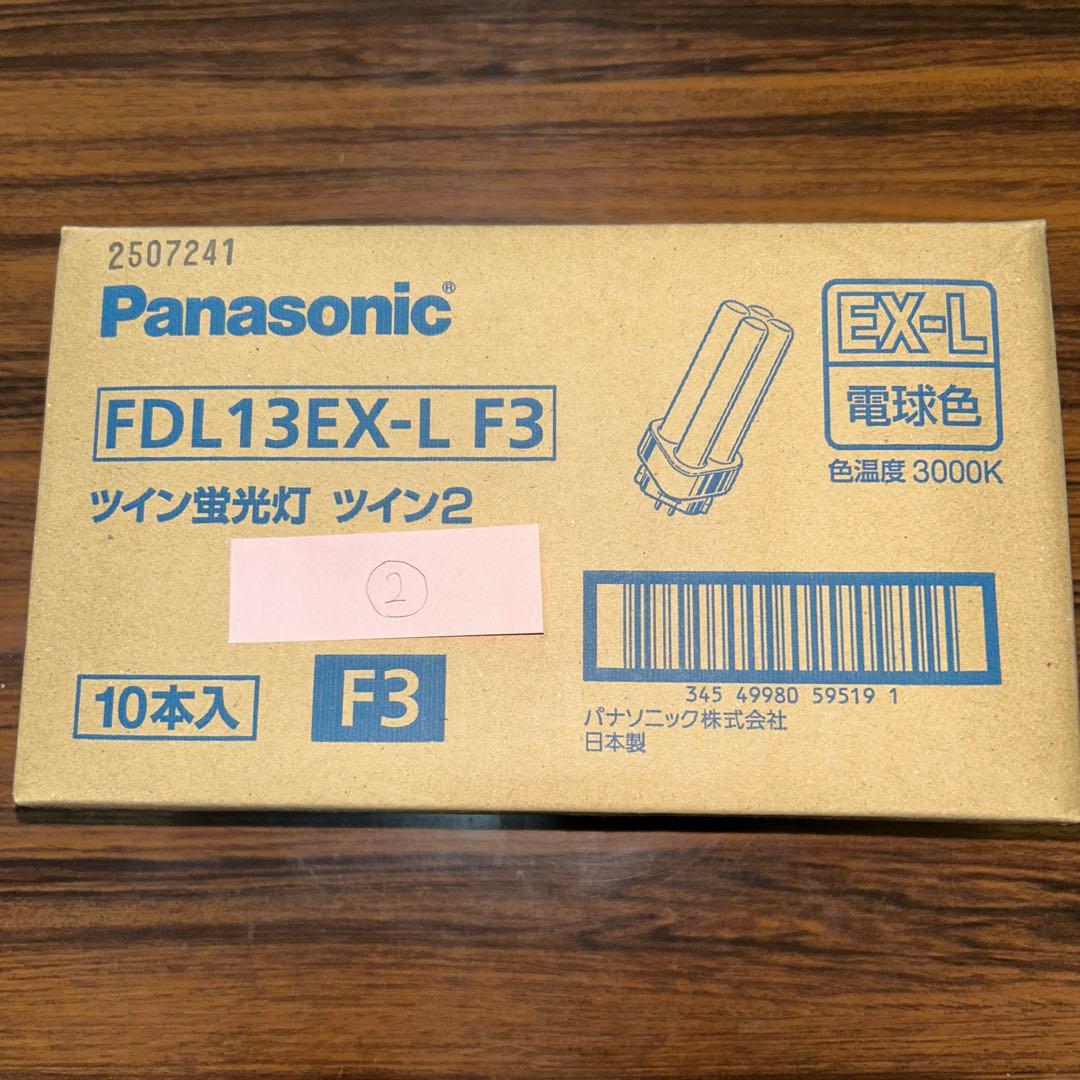 2507241
Panasonic®
FDL13EX-L F3
ツイン蛍光灯 ツイン2
②
10本入
F3
EX-L
電球色
色温度 3000K
345 49980 59519 1
パナソニック株式会社
日本製